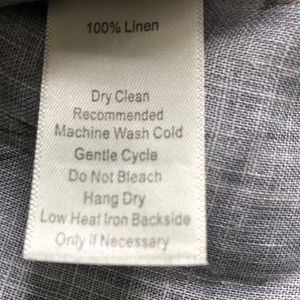 100% Linen
Dry Clean
Recommended
Machine Wash Cold
Gentle Cycle
Do Not Bleach
Hang Dry
Low Heat Iron Backside
Only if Necessary